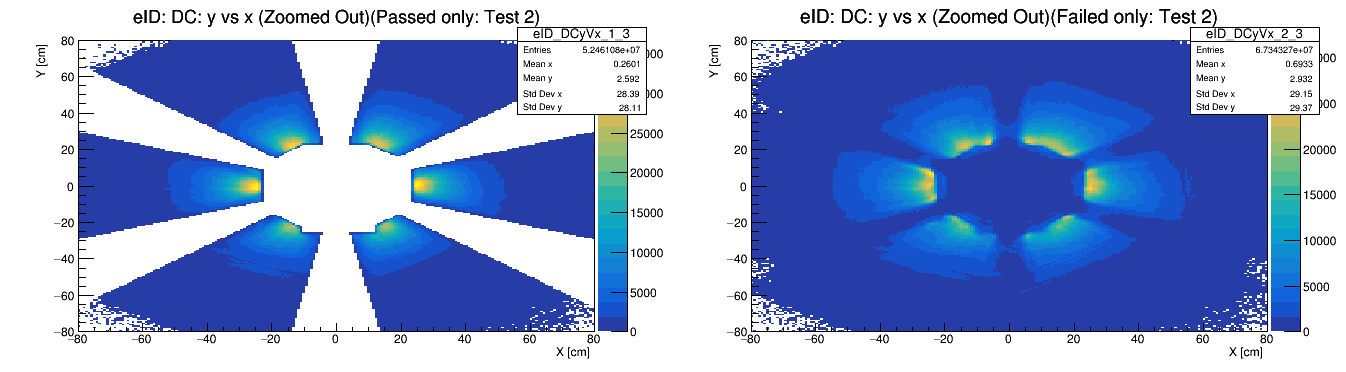 eID: DC: y vs x (Zoomed Out)(Passed only: Test 2)
eID_DCyVx_1_3
Entries 5.246108e+07
Mean x 0.2601
Mean y 2.592
Std Dev x 28.39
Std Dev y 28.11
Y [cm]
80
60
40
20
0
−20
−40
−60
−80
−80 −60 −40 −20 0 20 40 60 80
X [cm]
25000
20000
15000
10000
5000
0
eID: DC: y vs x (Zoomed Out)(Failed only: Test 2)
eID_DCyVx_2_3
Entries 6.734327e+07
Mean x 0.6933
Mean y 2.932
Std Dev x 29.15
Std Dev y 29.37
Y [cm]
80
60
40
20
0
−20
−40
−60
−80
−80 −60 −40 −20 0 20 40 60 80
X [cm]
20000
15000
10000
5000
0